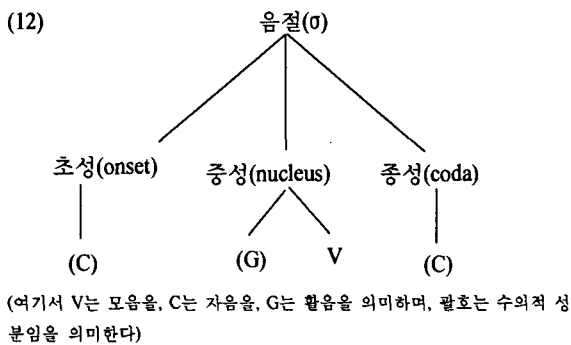 (12) 음절(σ)
초성(onset) 중성(nucleus) 종성(coda)
(C) (G) V (C)
(여기서 V는 모음을, C는 자음을, G는 활음을 의미하며, 괄호는 수의적 성
분임을 의미한다)